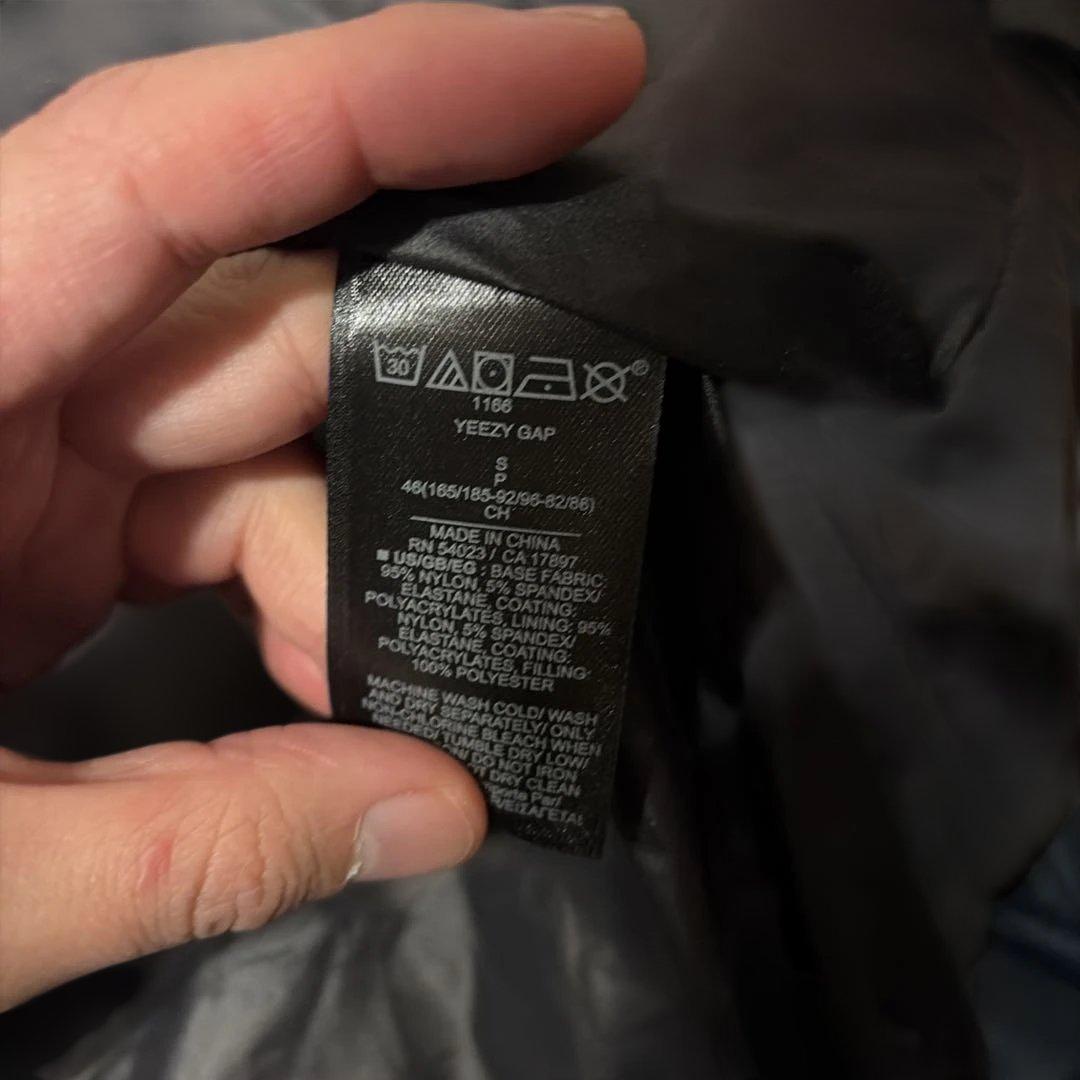 30
®
1166
YEEZY GAP
S
P
46(165/185-92/96-82/86)
CH
MADE IN CHINA
RN 54023 / CA 17897
■ US/GB/EG : BASE FABRIC:
95% NYLON, 5% SPANDEX/
ELASTANE, COATING:
POLYACRYLATES, LINING: 95%
NYLON, 5% SPANDEX/
ELASTANE, COATING:
POLYACRYLATES, FILLING:
100% POLYESTER
MACHINE WASH COLD/ WASH
AND DRY SEPARATELY/ ONLY
NON-CHLORINE BLEACH WHEN
NEEDED/ TUMBLE DRY LOW/
DO NOT IRON
DRY CLEAN
Par/